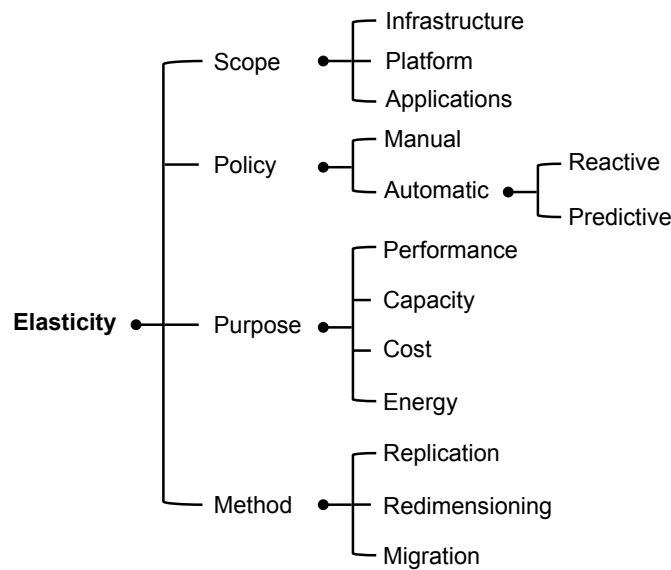 Elasticity
Scope
Infrastructure
Platform
Applications
Policy
Manual
Automatic
Reactive
Predictive
Purpose
Performance
Capacity
Cost
Energy
Method
Replication
Redimensioning
Migration